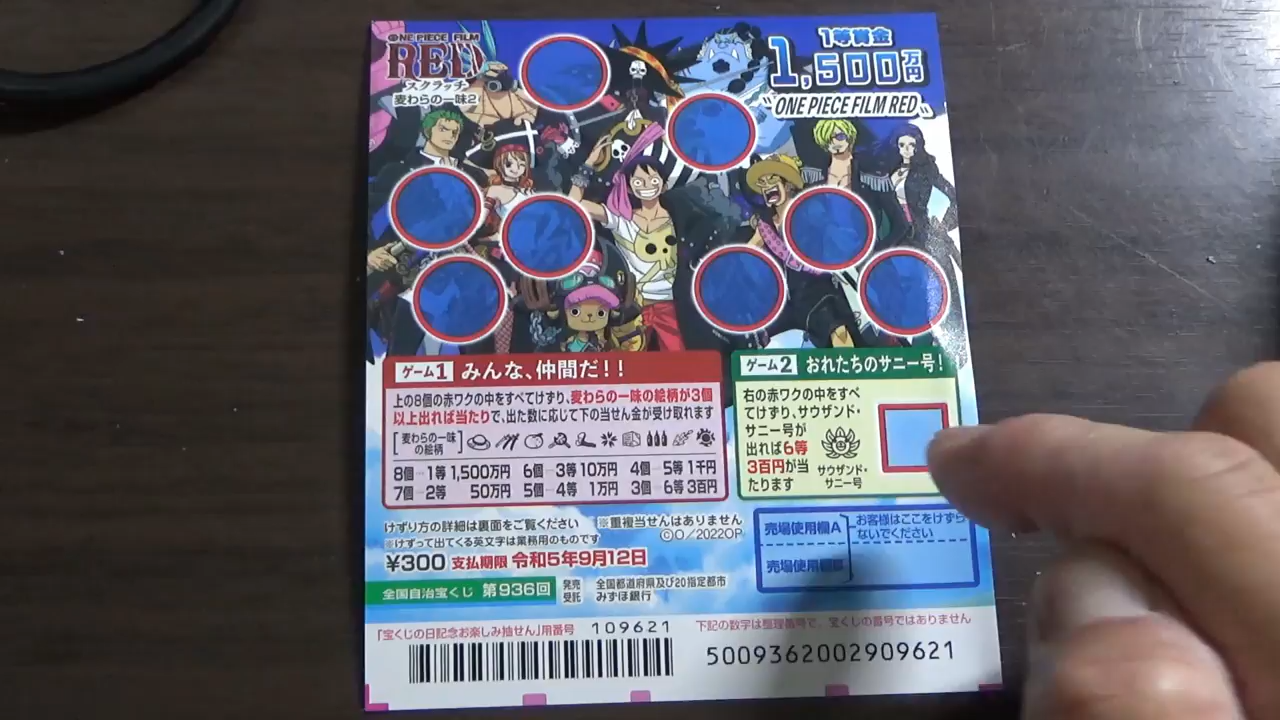 ONE PIECE FILM
RED
スクラッチ
麦わらの一味2
1等賞金
1,500万円
"ONE PIECE FILM RED"
ゲーム1 みんな、仲間だ!!
上の8個の赤ワクの中をすべてけずり、麦わらの一味の絵柄が3個
以上出れば当たりで、出た数に応じて下の当せん金が受け取れます
[麦わらの一味の絵柄]
8個…1等1,500万円 6個…3等10万円 4個…5等1千円
7個…2等 50万円 5個…4等 1万円 3個…6等3百円
ゲーム2 おれたちのサニー号!
右の赤ワクの中をすべ
てけずり、サウザンド・
サニー号が
出れば6等
3百円が当
たります
サウザンド・
サニー号
けずり方の詳細は裏面をご覧ください ※重複当せんはありません
※けずって出てくる英文字は業務用のものです ©O/2022OP
¥300 支払期限 令和5年9月12日
全国自治宝くじ 第936回
発売 全国都道府県及び20指定都市
受託 みずほ銀行
売場使用欄A
お客様はここをけずら
ないでください
売場使用欄B
「宝くじの日記念お楽しみ抽せん」用番号 109621
下記の数字は整理番号で、宝くじの番号ではありません
5009362002909621